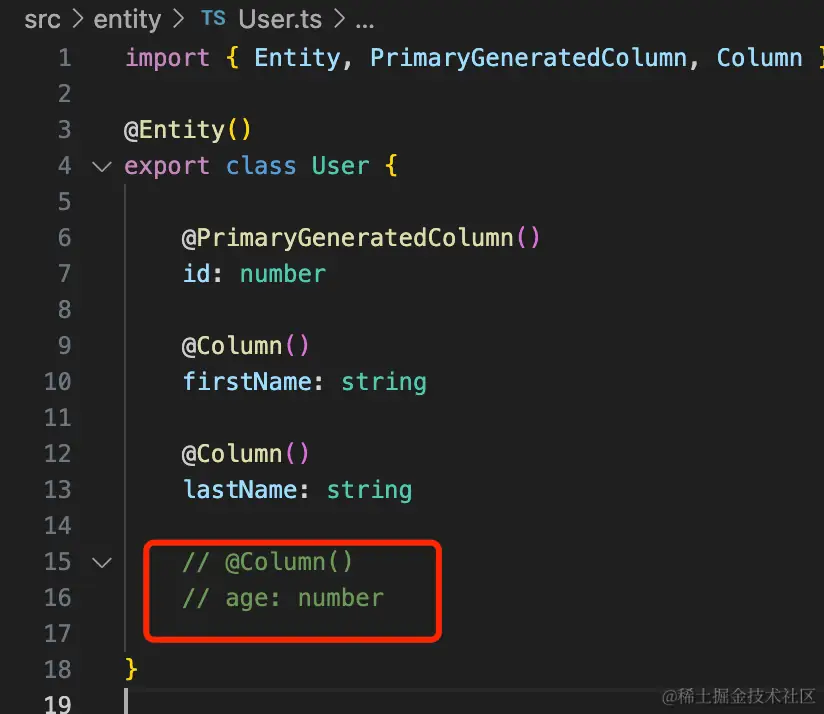 src > entity > TS User.ts > ...
1 import { Entity, PrimaryGeneratedColumn, Column }
2
3 @Entity()
4 export class User {
5
6 @PrimaryGeneratedColumn()
7 id: number
8
9 @Column()
10 firstName: string
11
12 @Column()
13 lastName: string
14
15 // @Column()
16 // age: number
17
18 }
19
@稀土掘金技术社区